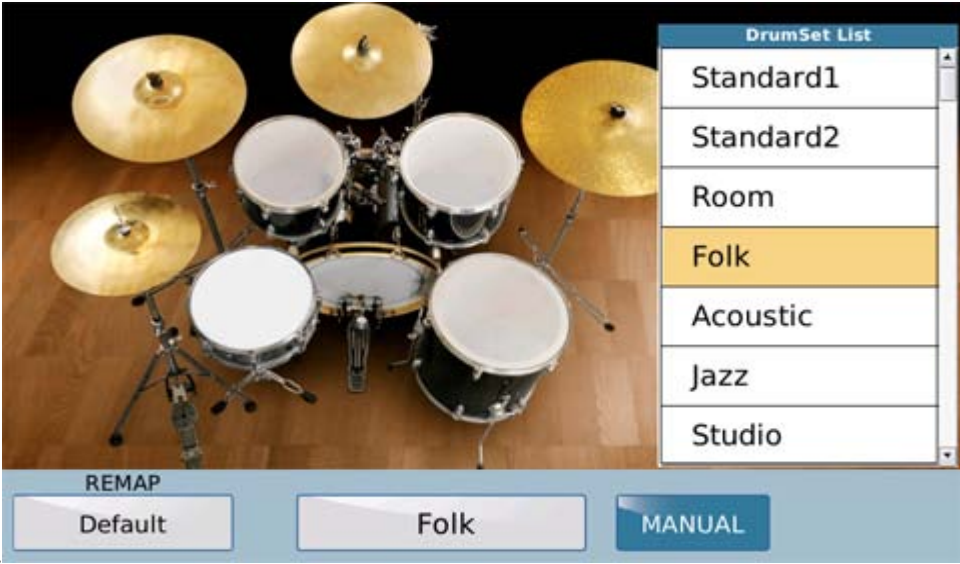 DrumSet List
Standard1
Standard2
Room
Folk
Acoustic
Jazz
Studio
REMAP
Default
Folk
MANUAL